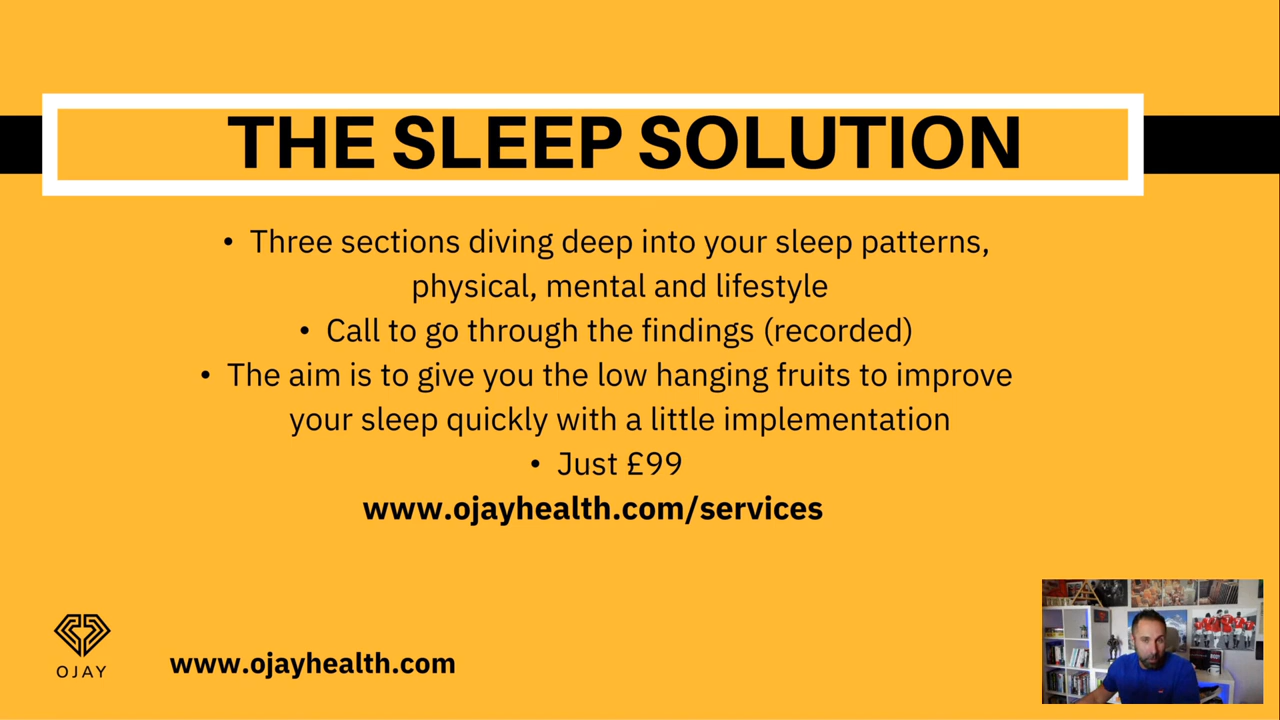 THE SLEEP SOLUTION
• Three sections diving deep into your sleep patterns,
physical, mental and lifestyle
• Call to go through the findings (recorded)
• The aim is to give you the low hanging fruits to improve
your sleep quickly with a little implementation
• Just £99
www.ojayhealth.com/services
OJAY
www.ojayhealth.com